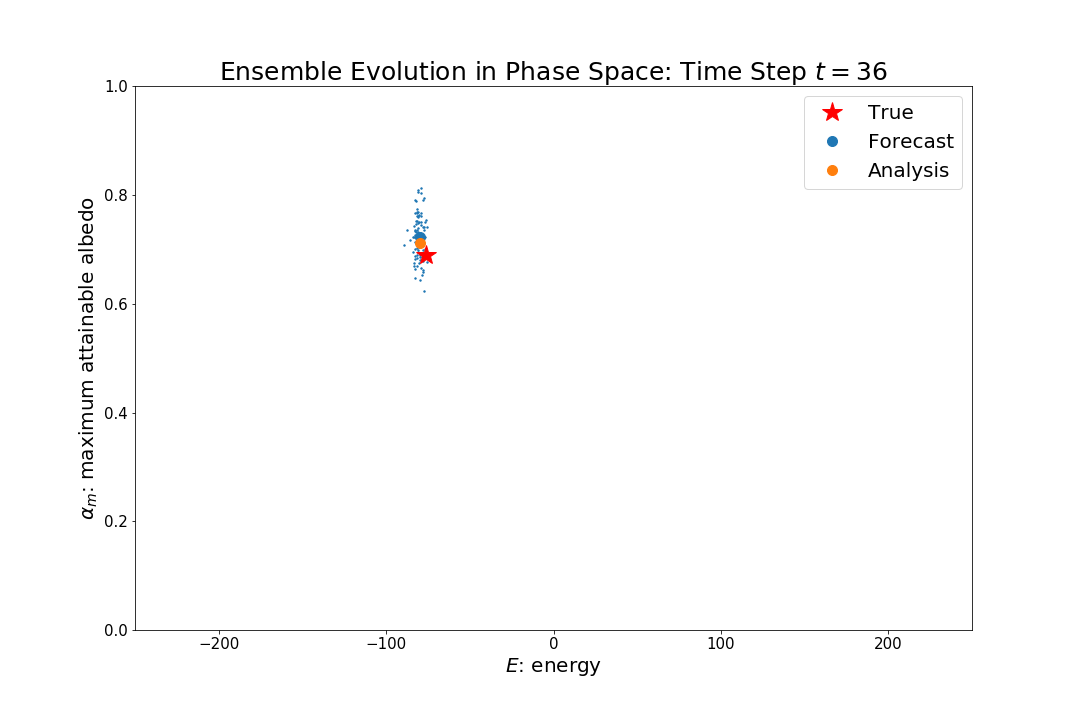 Ensemble Evolution in Phase Space: Time Step t = 36
1.0
0.8
0.6
0.4
0.2
0.0
αm: maximum attainable albedo
True
Forecast
Analysis
−200
−100
0
100
200
E: energy